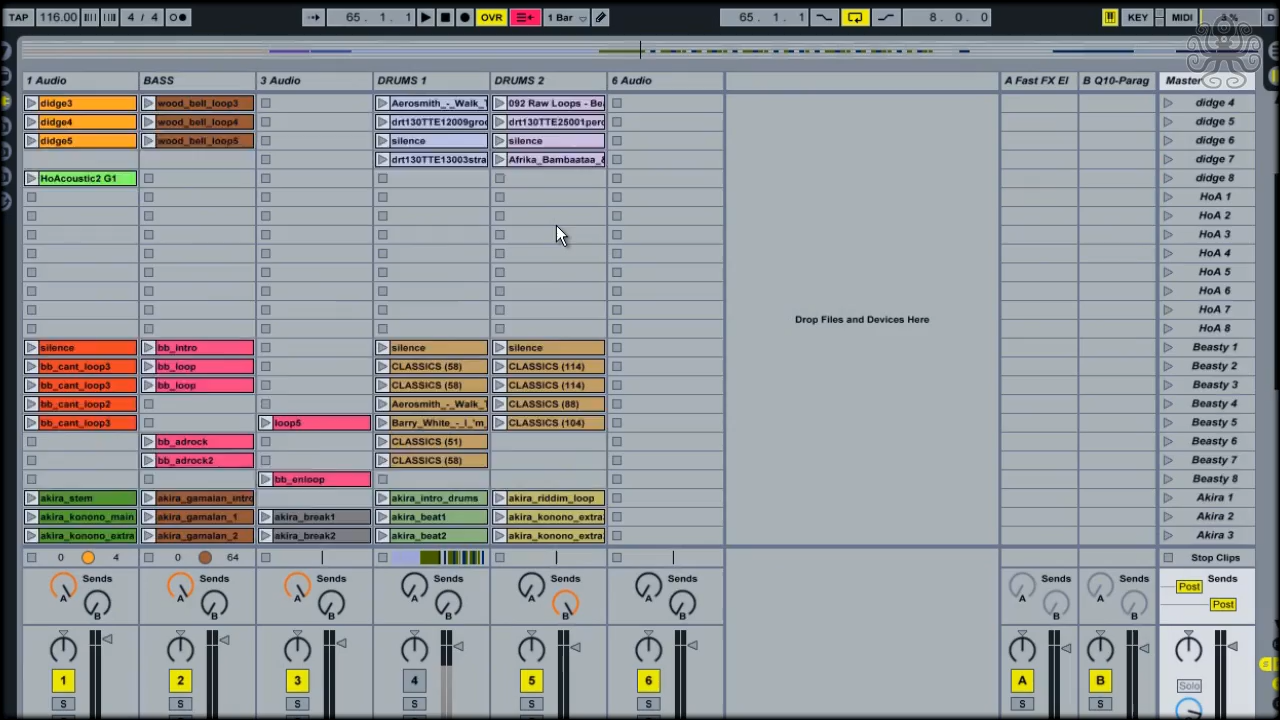 TAP 116.00 4 / 4 65. 1. 1 OVR 1 Bar 65. 1. 1 8. 0. 0 KEY MIDI
1 Audio BASS 3 Audio DRUMS 1 DRUMS 2 6 Audio A Fast FX El B Q10-Parag Master
didge3 wood_bell_loop3 Aerosmith_-_Walk_T 092 Raw Loops - Bea didge 4
didge4 wood_bell_loop4 drt130TTE12009groo drt130TTE25001perc didge 5
didge5 wood_bell_loop5 silence silence didge 6
drt130TTE13003stra Afrika_Bambaataa_& didge 7
HoAcoustic2 G1 didge 8
HoA 1
HoA 2
HoA 3
HoA 4
HoA 5
HoA 6
Drop Files and Devices Here
HoA 7
HoA 8
silence bb_intro silence silence Beasty 1
bb_cant_loop3 bb_loop CLASSICS (58) CLASSICS (114) Beasty 2
bb_cant_loop3 bb_loop CLASSICS (58) CLASSICS (114) Beasty 3
bb_cant_loop2 Aerosmith_-_Walk_T CLASSICS (88) Beasty 4
bb_cant_loop3 loop5 Barry_White_-_I_'m_ CLASSICS (104) Beasty 5
bb_adrock CLASSICS (51) Beasty 6
bb_adrock2 CLASSICS (58) Beasty 7
bb_enloop Beasty 8
akira_stem akira_gamalan_intro akira_intro_drums akira_riddim_loop Akira 1
akira_konono_main akira_gamalan_1 akira_break1 akira_beat1 akira_konono_extra Akira 2
akira_konono_extra akira_gamalan_2 akira_break2 akira_beat2 akira_konono_extra Akira 3
0 4 0 64 Stop Clips
Sends Sends Sends Sends Sends Sends Sends Sends Sends
A A A A A A A A Post
B B B B B B B B Post
1 2 3 4 5 6 A B Solo
S S S S S S S S